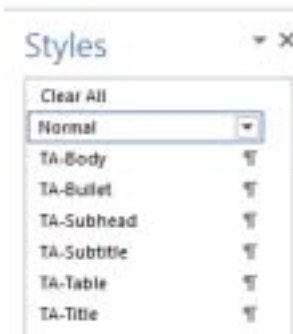 Styles
Clear All
Normal
TA-Body ¶
TA-Bullet ¶
TA-Subhead ¶
TA-Subtitle ¶
TA-Table ¶
TA-Title ¶